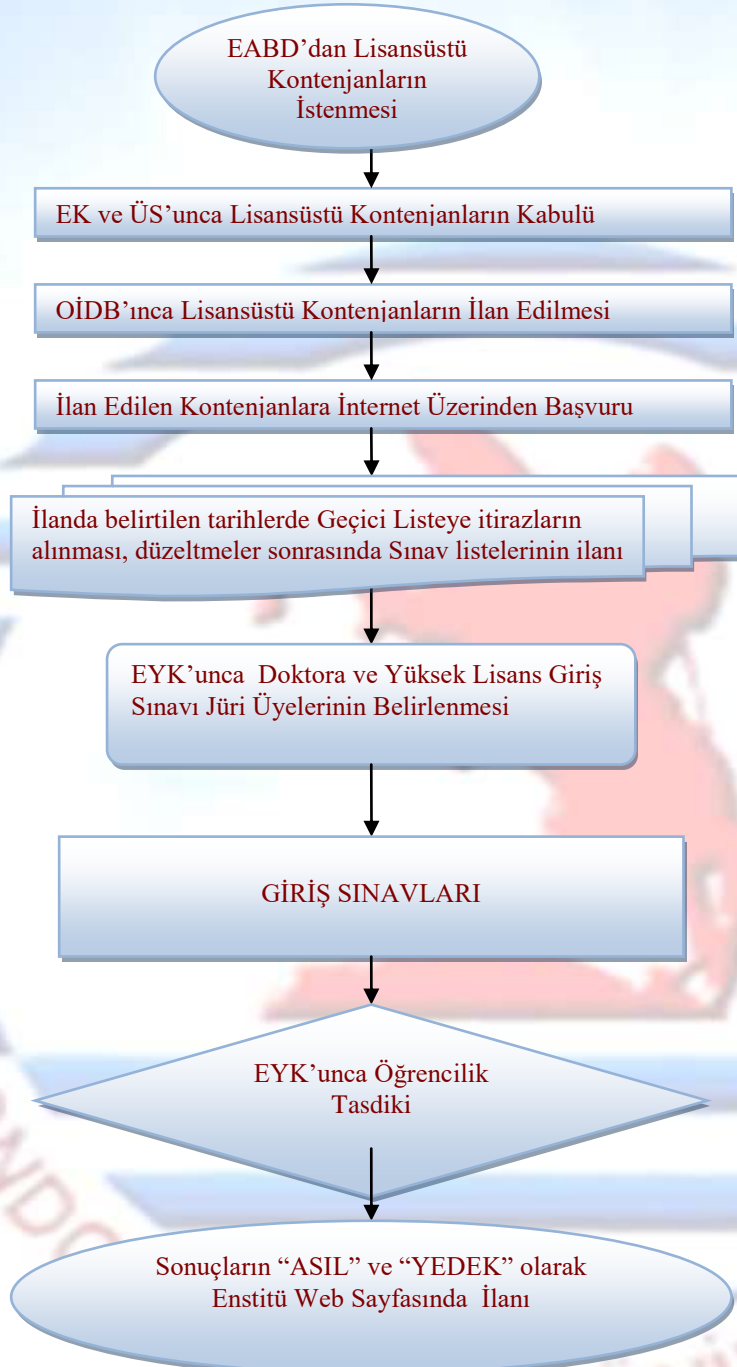 EABD’dan Lisansüstü
Kontenjanların
İstenmesi
EK ve ÜS’unca Lisansüstü Kontenjanların Kabulü
OİDB’ınca Lisansüstü Kontenjanların İlan Edilmesi
İlan Edilen Kontenjanlara İnternet Üzerinden Başvuru
İlanda belirtilen tarihlerde Geçici Listeye itirazların
alınması, düzeltmeler sonrasında Sınav listelerinin ilanı
EYK’unca Doktora ve Yüksek Lisans Giriş
Sınavı Jüri Üyelerinin Belirlenmesi
GİRİŞ SINAVLARI
EYK’unca Öğrencilik
Tasdiki
Sonuçların “ASIL” ve “YEDEK” olarak
Enstitü Web Sayfasında İlanı